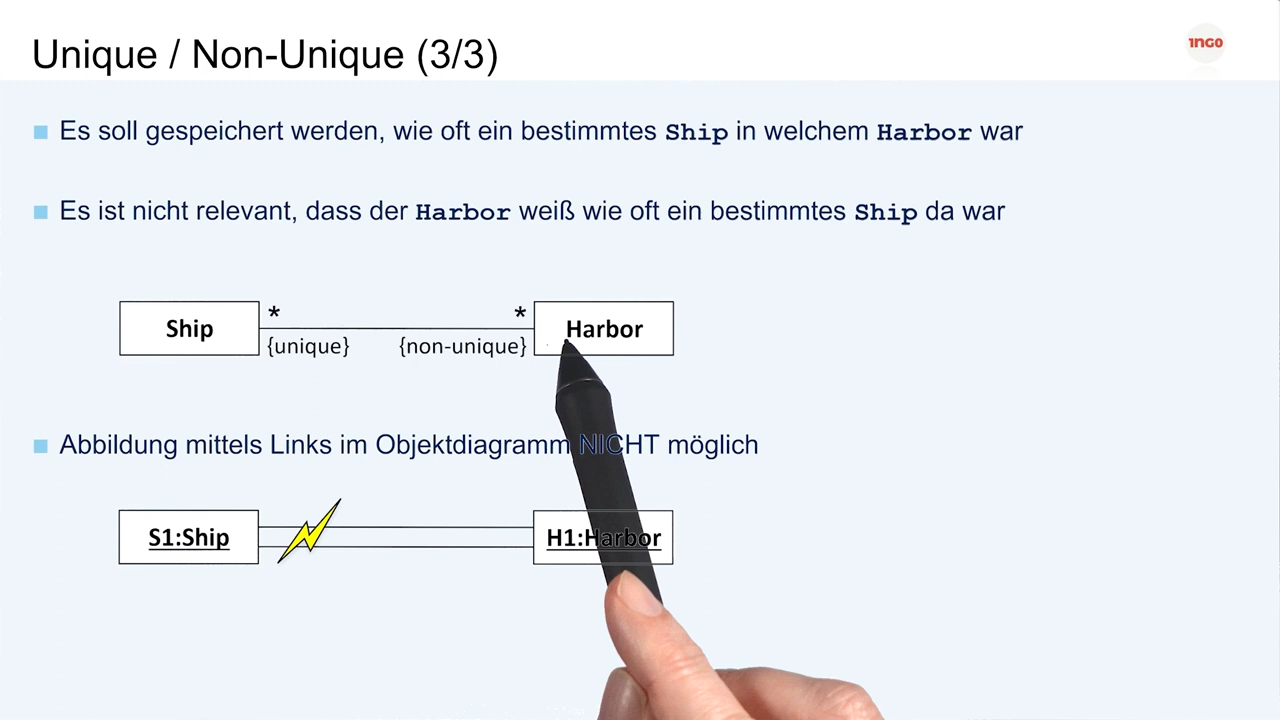 Unique / Non-Unique (3/3)
1NG0
Es soll gespeichert werden, wie oft ein bestimmtes Ship in welchem Harbor war
Es ist nicht relevant, dass der Harbor weiß wie oft ein bestimmtes Ship da war
* *
Ship Harbor
{unique} {non-unique}
Abbildung mittels Links im Objektdiagramm NICHT möglich
S1:Ship H1:Harbor